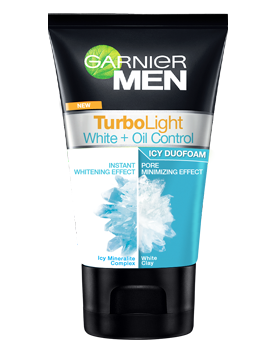 GARNIER
MEN
NEW
TurboLight
White + Oil Control
ICY DUOFOAM
INSTANT
WHITENING EFFECT
PORE
MINIMIZING EFFECT
Icy Mineralite
Complex
White
Clay